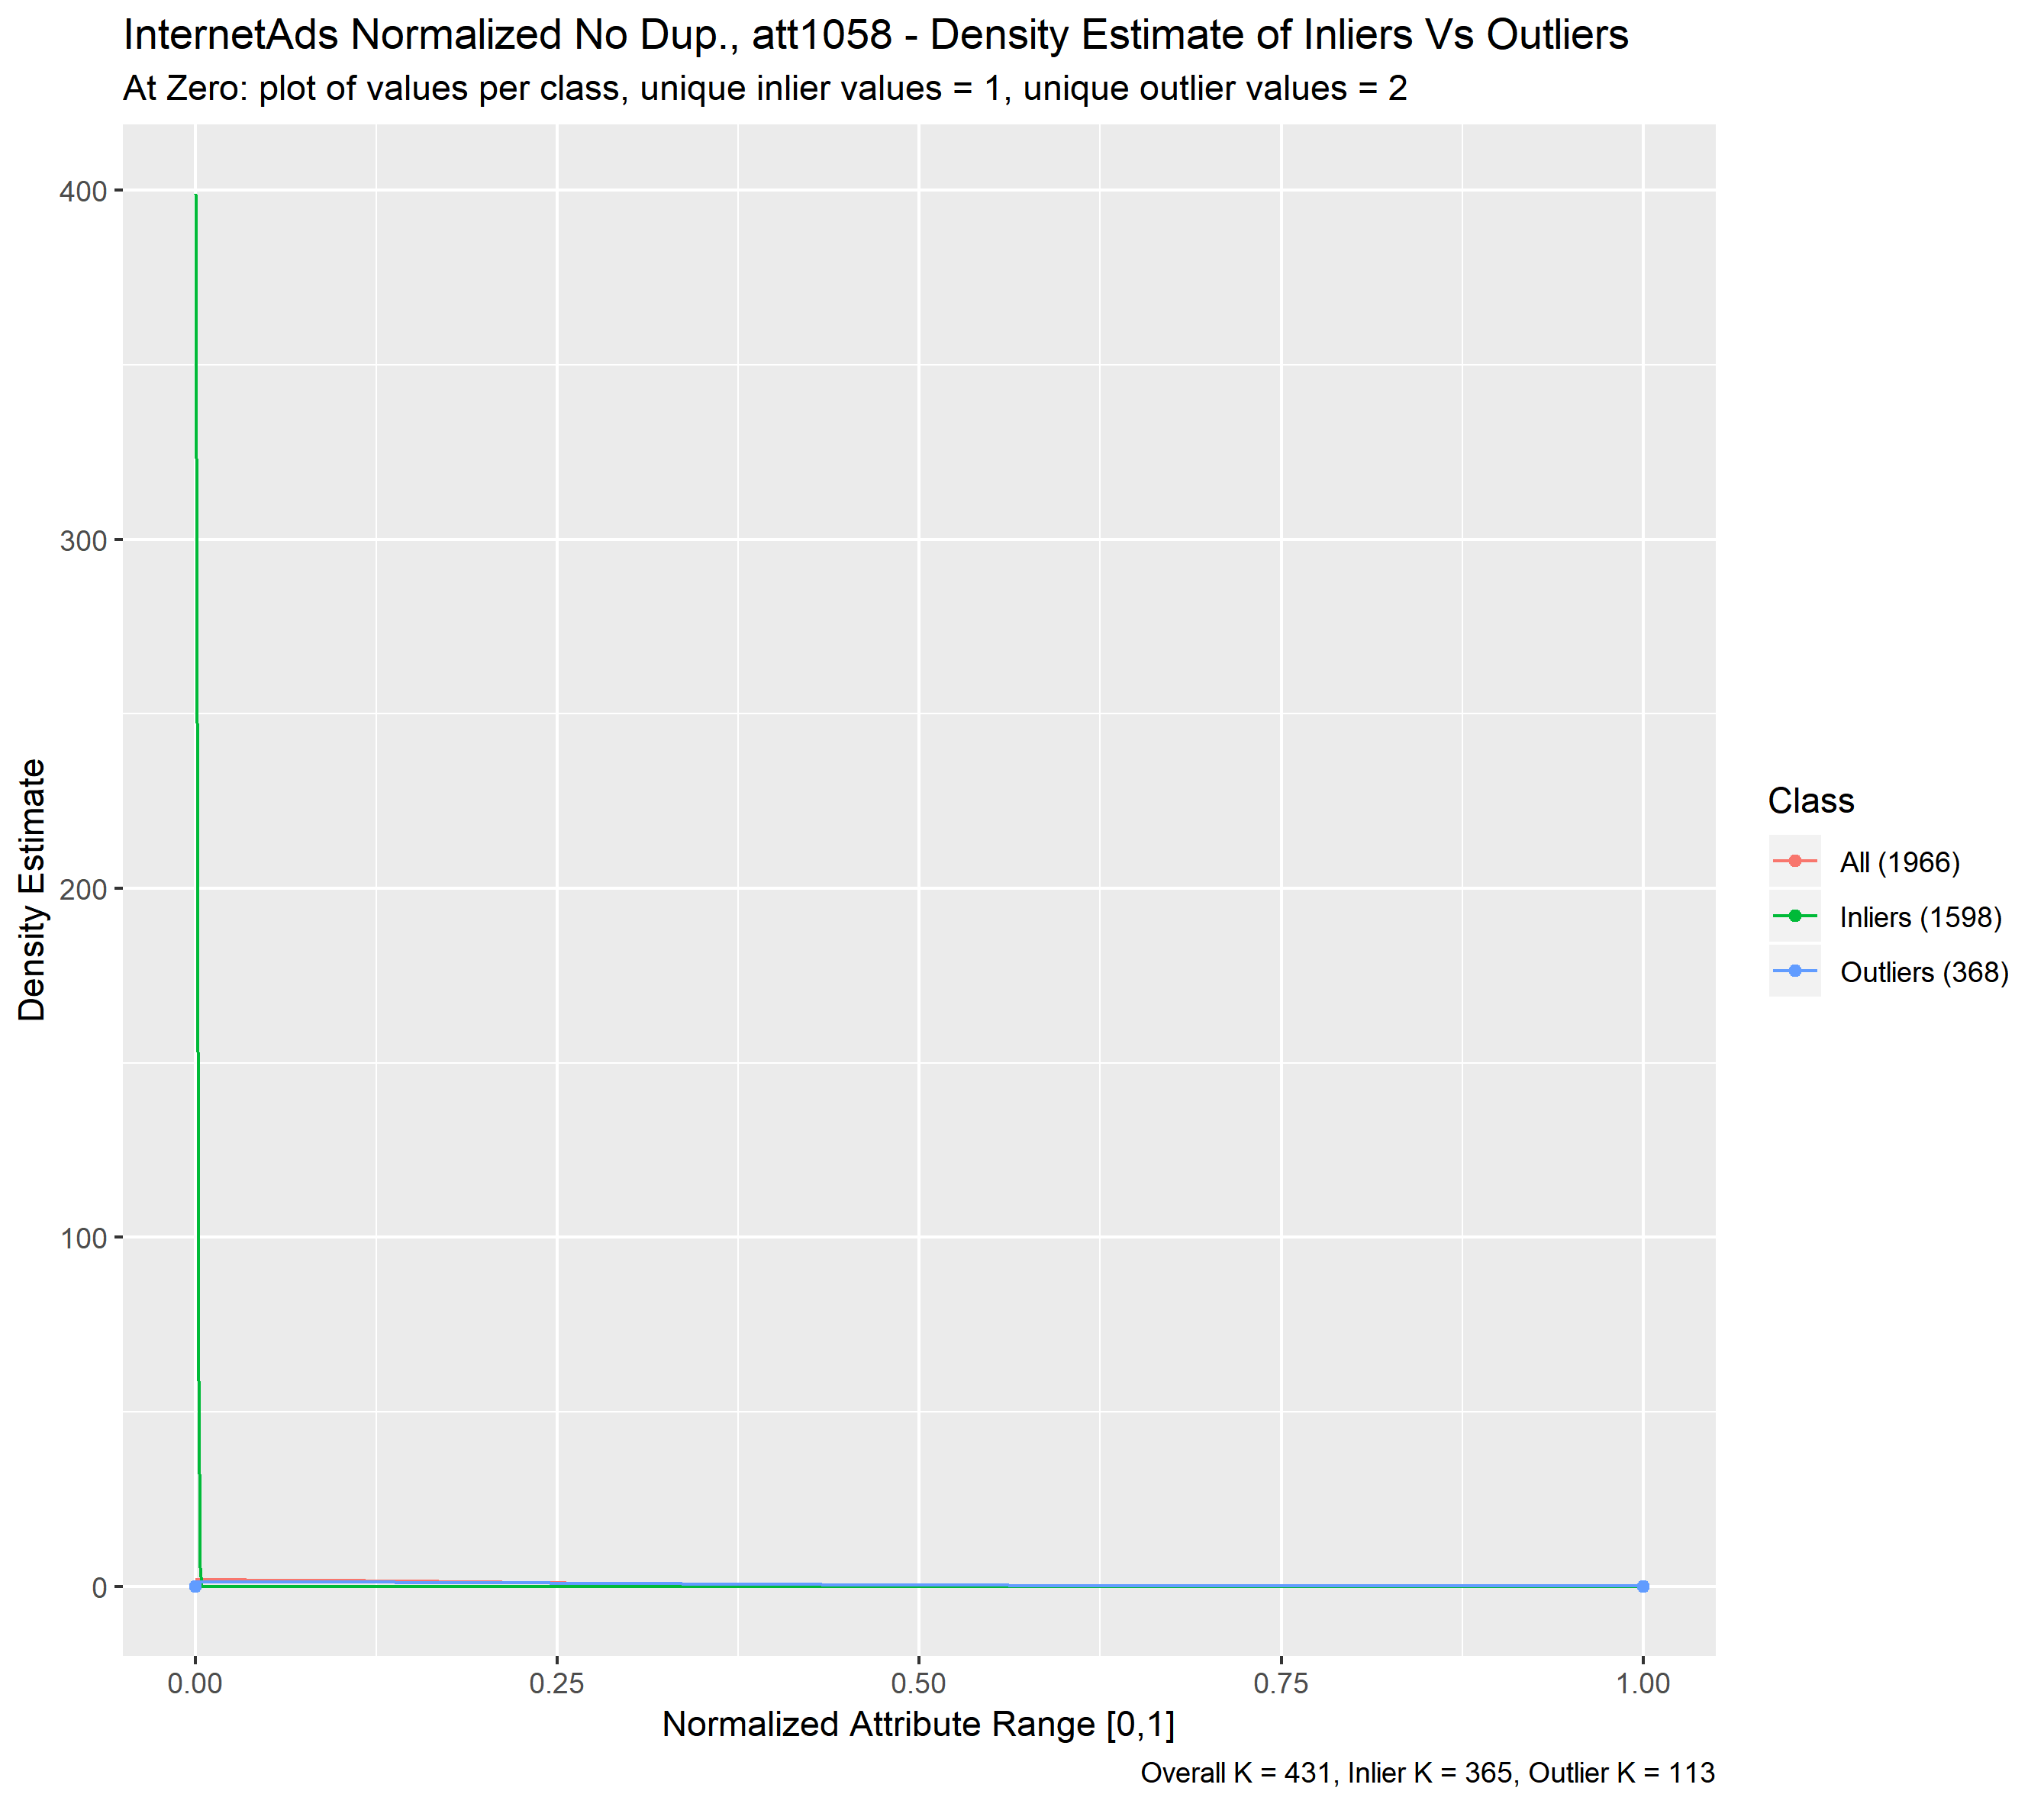 InternetAds Normalized No Dup., att1058 - Density Estimate of Inliers Vs Outliers
At Zero: plot of values per class, unique inlier values = 1, unique outlier values = 2
Density Estimate
400
300
200
100
0
0.00
0.25
0.50
0.75
1.00
Normalized Attribute Range [0,1]
Overall K = 431, Inlier K = 365, Outlier K = 113
Class
All (1966)
Inliers (1598)
Outliers (368)